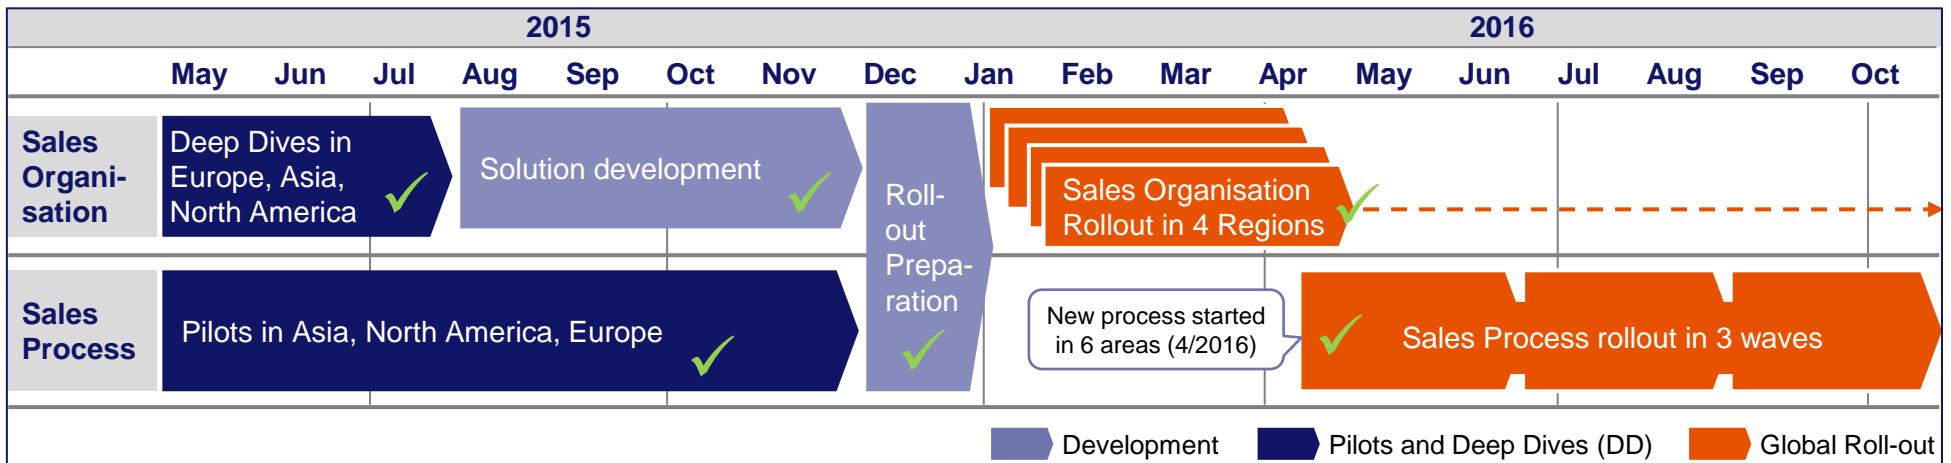 2015 2016
May Jun Jul Aug Sep Oct Nov Dec Jan Feb Mar Apr May Jun Jul Aug Sep Oct
Sales
Organi-
sation
Deep Dives in
Europe, Asia,
North America
Solution development
Roll-
out
Prepa-
ration
Sales Organisation
Rollout in 4 Regions
Sales
Process
Pilots in Asia, North America, Europe
New process started
in 6 areas (4/2016)
Sales Process rollout in 3 waves
Development
Pilots and Deep Dives (DD)
Global Roll-out